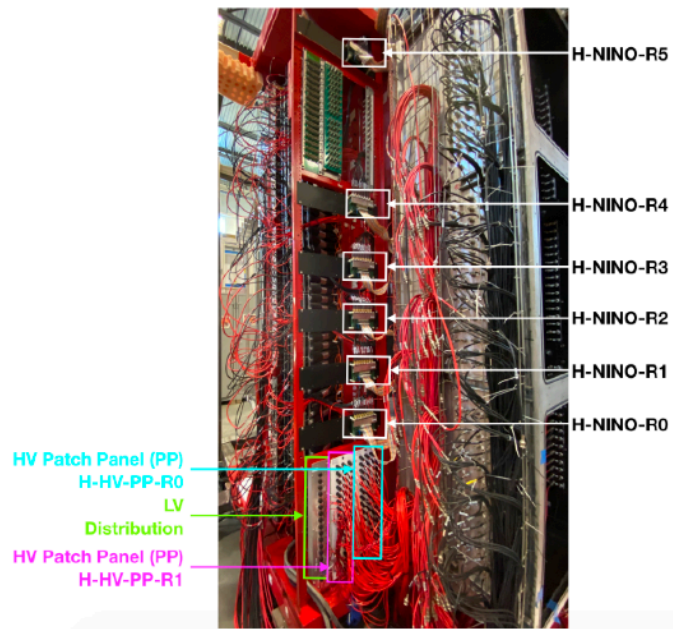 H-NINO-R5
H-NINO-R4
H-NINO-R3
H-NINO-R2
H-NINO-R1
H-NINO-R0
HV Patch Panel (PP)
H-HV-PP-R0
LV
Distribution
HV Patch Panel (PP)
H-HV-PP-R1